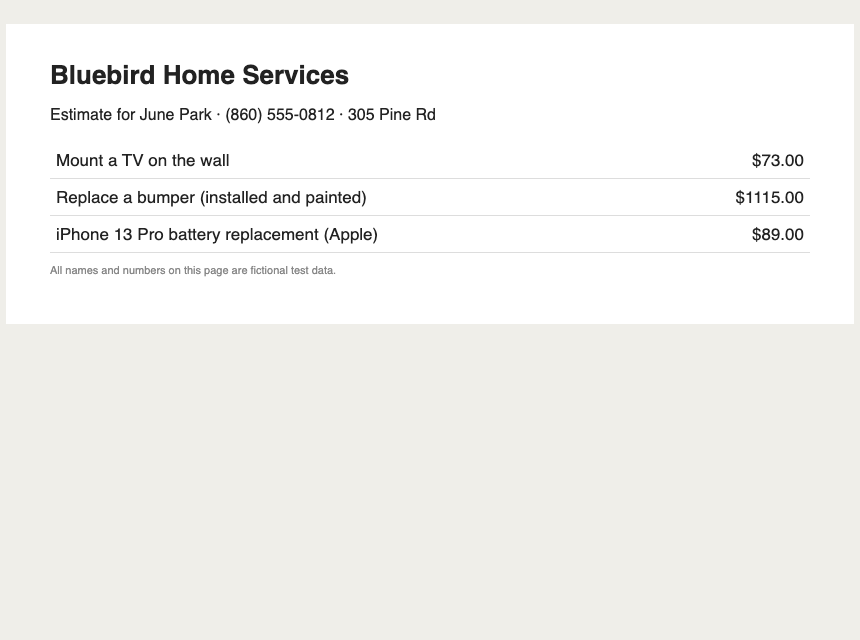 Bluebird Home Services
Estimate for June Park · (860) 555-0812 · 305 Pine Rd
Mount a TV on the wall $73.00
Replace a bumper (installed and painted) $1115.00
iPhone 13 Pro battery replacement (Apple) $89.00
All names and numbers on this page are fictional test data.